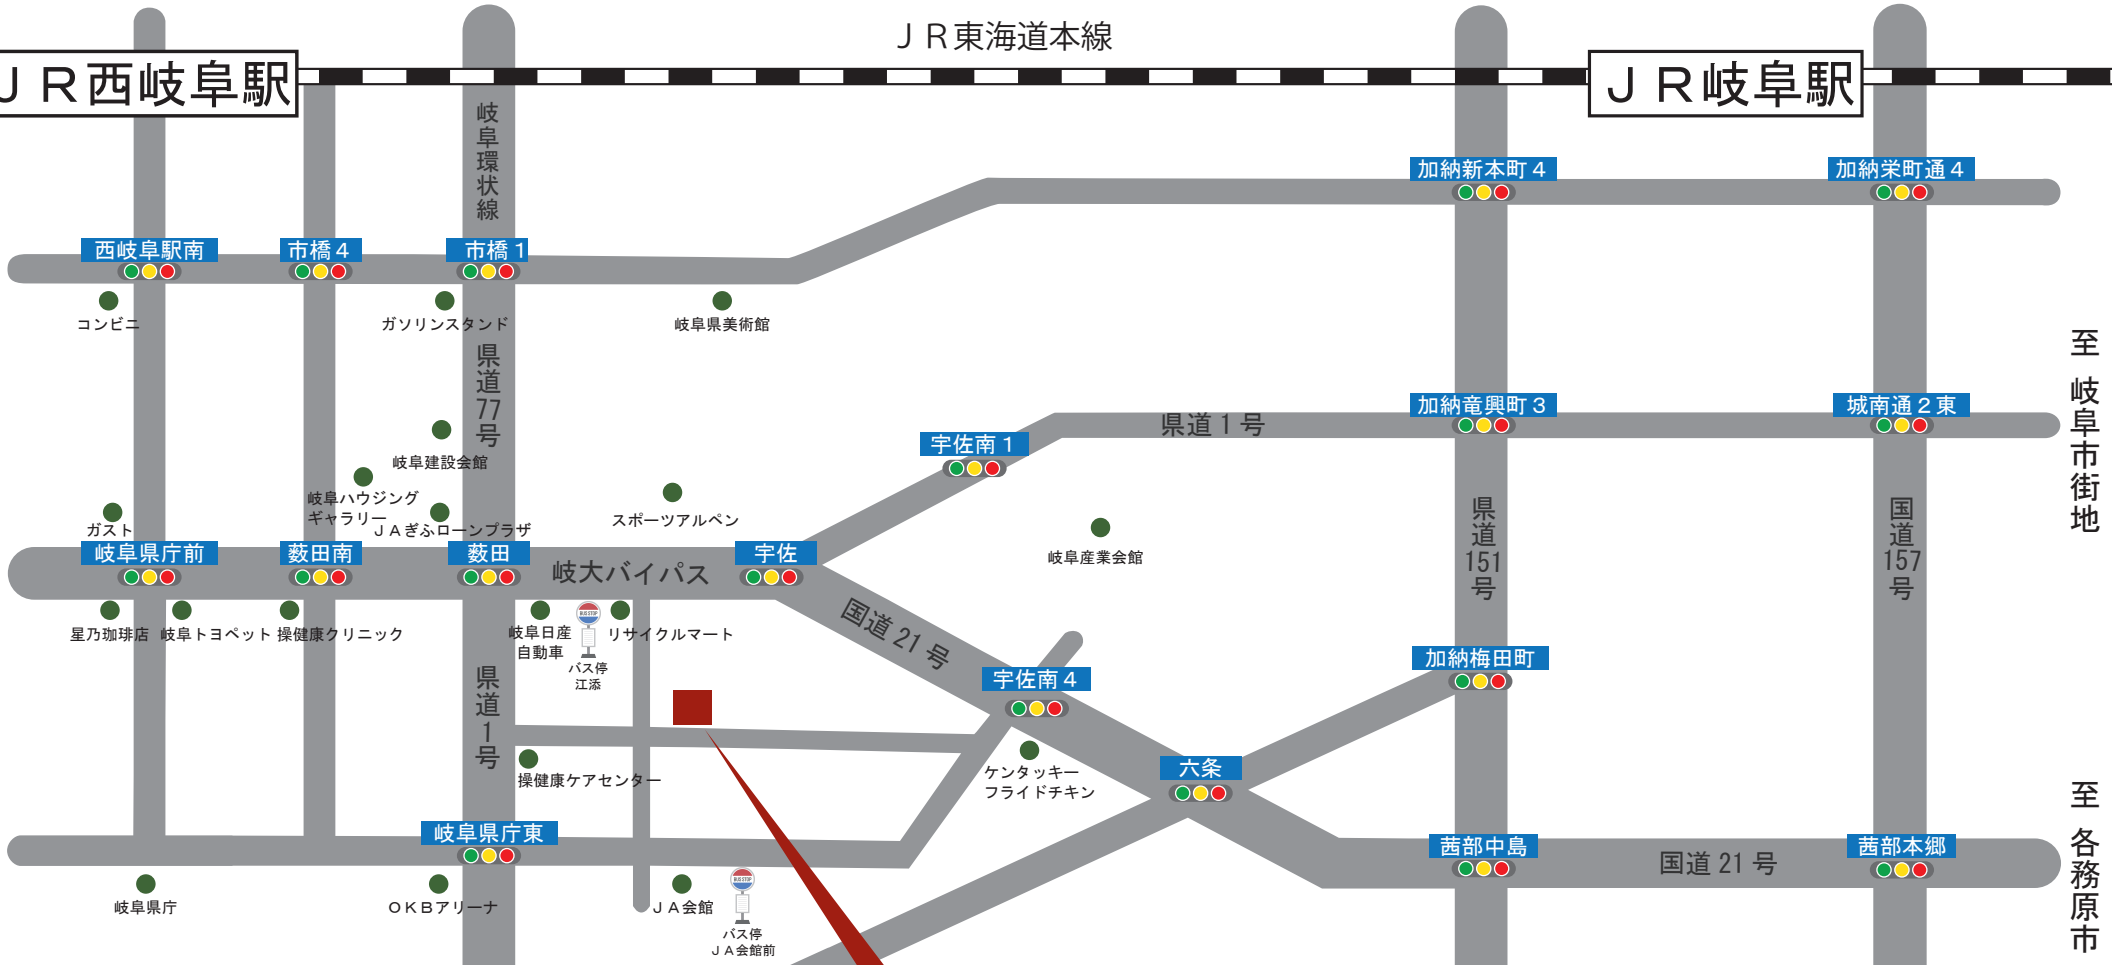 ＪＲ東海道本線
ＪＲ西岐阜駅
ＪＲ岐阜駅
岐阜環状線
加納新本町４
加納栄町通４
西岐阜駅南
市橋４
市橋１
コンビニ
ガソリンスタンド
岐阜県美術館
至 岐阜市街地
県道77号
加納竜興町３
城南通２東
県道１号
宇佐南１
岐阜建設会館
岐阜ハウジング
ギャラリー
ＪＡぎふローンプラザ
ガスト
スポーツアルペン
県道151号
国道157号
岐阜産業会館
岐阜県庁前
薮田南
薮田
宇佐
岐大バイパス
BUS STOP
星乃珈琲店
岐阜トヨペット
操健康クリニック
岐阜日産
自動車
リサイクルマート
国道 21 号
バス停
江添
加納梅田町
県道1号
宇佐南４
操健康ケアセンター
ケンタッキー
フライドチキン
六条
至 各務原市
岐阜県庁東
茜部中島
国道 21 号
茜部本郷
BUS STOP
岐阜県庁
ＯＫＢアリーナ
ＪＡ会館
バス停
ＪＡ会館前